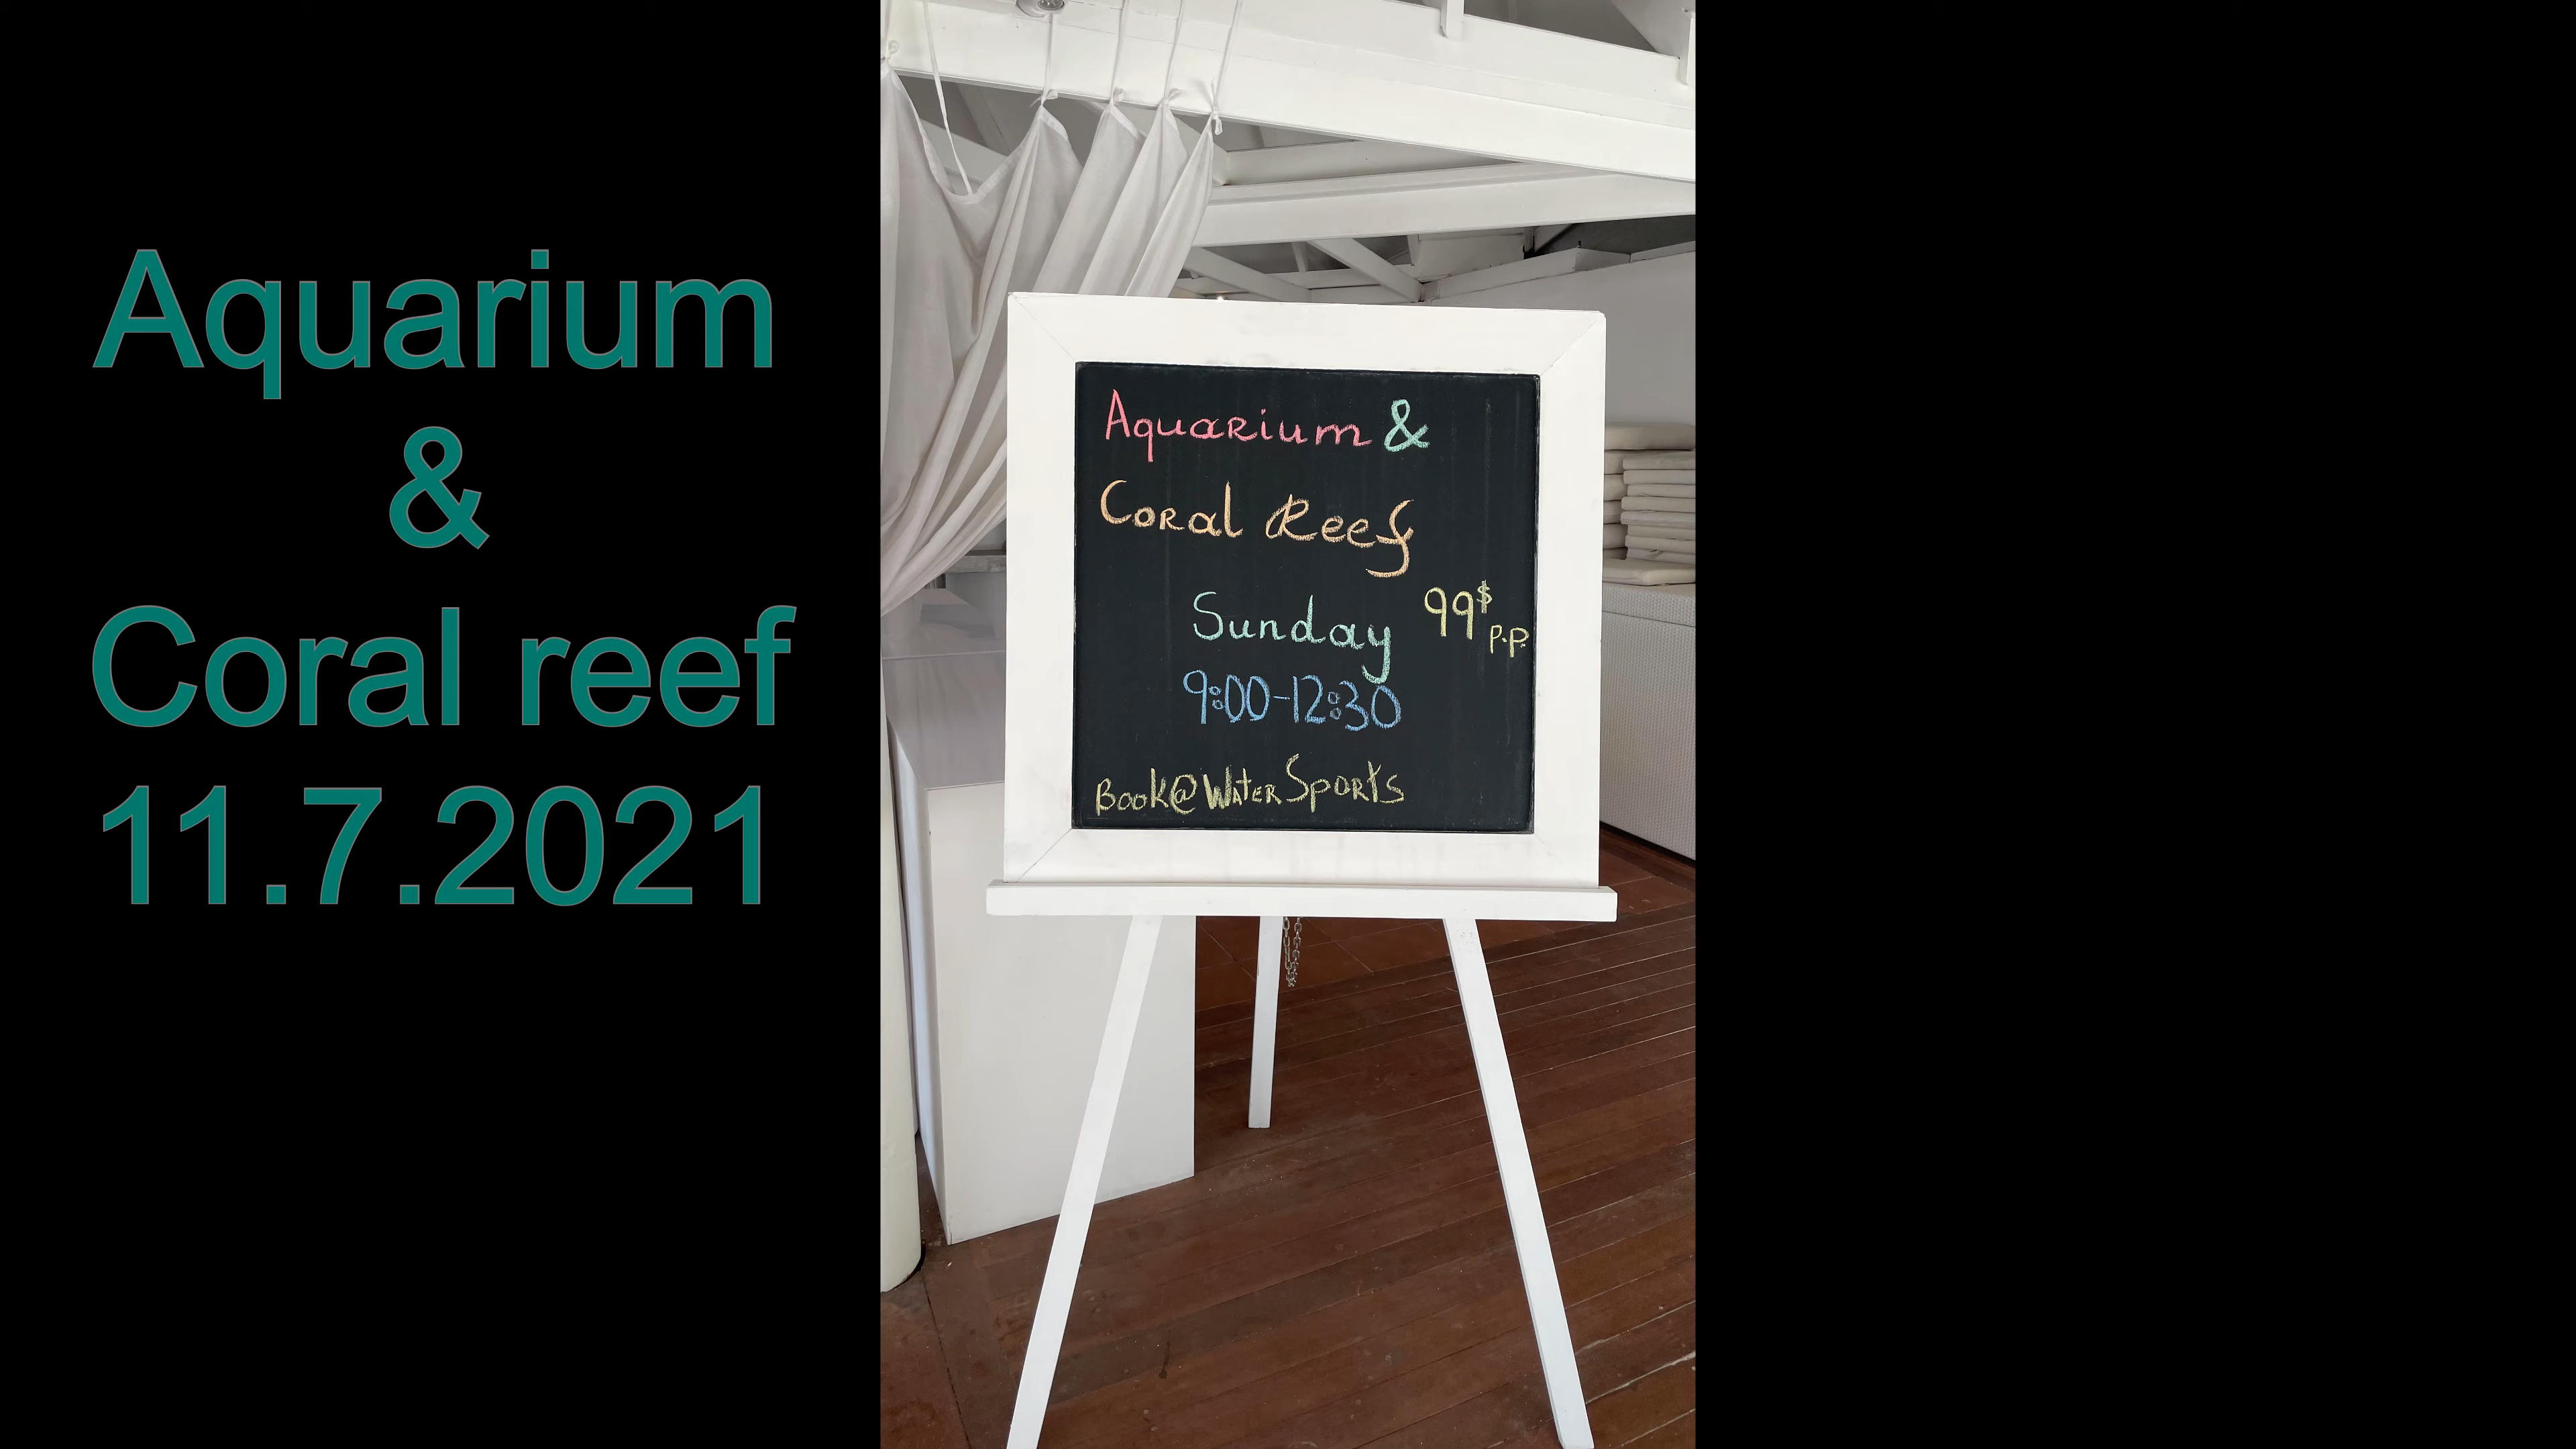 Aquarium
&
Coral reef
11.7.2021
Aquarium &
Coral Reef
Sunday 99$ p.p.
9:00-12:30
Book@Water Sports